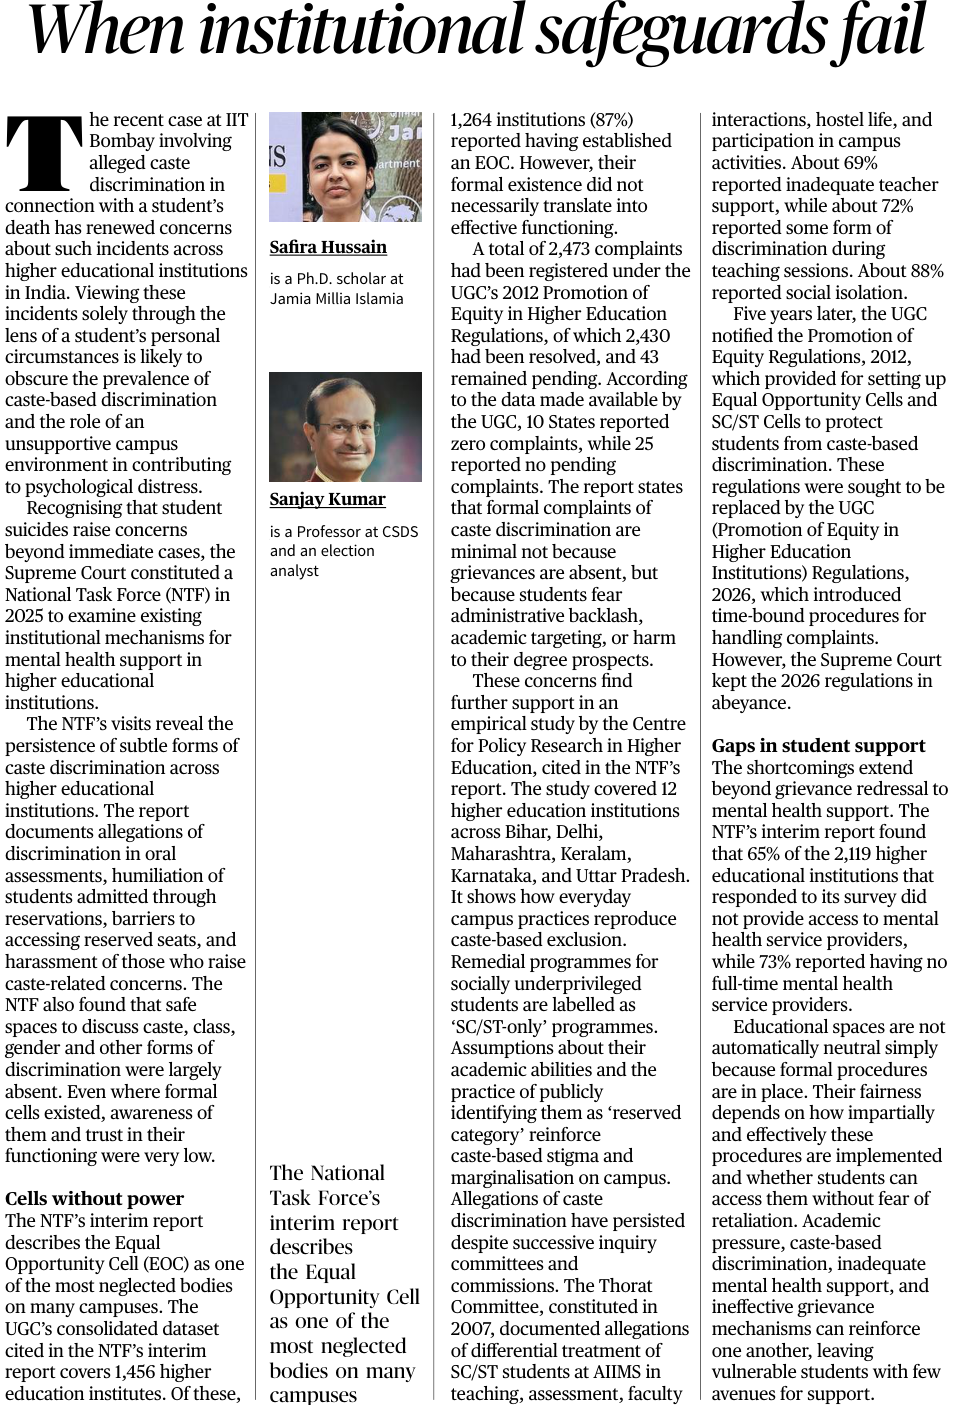 When institutional safeguards fail
The recent case at IIT
Bombay involving
alleged caste
discrimination in
connection with a student's
death has renewed concerns
about such incidents across
higher educational institutions
in India. Viewing these
incidents solely through the
lens of a student's personal
circumstances is likely to
obscure the prevalence of
caste-based discrimination
and the role of an
unsupportive campus
environment in contributing
to psychological distress.
Recognising that student
suicides raise concerns
beyond immediate cases, the
Supreme Court constituted a
National Task Force (NTF) in
2025 to examine existing
institutional mechanisms for
mental health support in
higher educational
institutions.
The NTF's visits reveal the
persistence of subtle forms of
caste discrimination across
higher educational
institutions. The report
documents allegations of
discrimination in oral
assessments, humiliation of
students admitted through
reservations, barriers to
accessing reserved seats, and
harassment of those who raise
caste-related concerns. The
NTF also found that safe
spaces to discuss caste, class,
gender and other forms of
discrimination were largely
absent. Even where formal
cells existed, awareness of
them and trust in their
functioning were very low.
Cells without power
The NTF's interim report
describes the Equal
Opportunity Cell (EOC) as one
of the most neglected bodies
on many campuses. The
UGC's consolidated dataset
cited in the NTF's interim
report covers 1,456 higher
education institutes. Of these,
Jan
artment
NS
Safira Hussain
is a Ph.D. scholar at
Jamia Millia Islamia
Sanjay Kumar
is a Professor at CSDS
and an election
analyst
The National
Task Force's
interim report
describes
the Equal
Opportunity Cell
as one of the
most neglected
bodies on many
campuses
1,264 institutions (87%)
reported having established
an EOC. However, their
formal existence did not
necessarily translate into
effective functioning.
A total of 2,473 complaints
had been registered under the
UGC's 2012 Promotion of
Equity in Higher Education
Regulations, of which 2,430
had been resolved, and 43
remained pending. According
to the data made available by
the UGC, 10 States reported
zero complaints, while 25
reported no pending
complaints. The report states
that formal complaints of
caste discrimination are
minimal not because
grievances are absent, but
because students fear
administrative backlash,
academic targeting, or harm
to their degree prospects.
These concerns find
further support in an
empirical study by the Centre
for Policy Research in Higher
Education, cited in the NTF's
report. The study covered 12
higher education institutions
across Bihar, Delhi,
Maharashtra, Keralam,
Karnataka, and Uttar Pradesh.
It shows how everyday
campus practices reproduce
caste-based exclusion.
Remedial programmes for
socially underprivileged
students are labelled as
'SC/ST-only' programmes.
Assumptions about their
academic abilities and the
practice of publicly
identifying them as 'reserved
category' reinforce
caste-based stigma and
marginalisation on campus.
Allegations of caste
discrimination have persisted
despite successive inquiry
committees and
commissions. The Thorat
Committee, constituted in
2007, documented allegations
of differential treatment of
SC/ST students at AIIMS in
teaching, assessment, faculty
interactions, hostel life, and
participation in campus
activities. About 69%
reported inadequate teacher
support, while about 72%
reported some form of
discrimination during
teaching sessions. About 88%
reported social isolation.
Five years later, the UGC
notified the Promotion of
Equity Regulations, 2012,
which provided for setting up
Equal Opportunity Cells and
SC/ST Cells to protect
students from caste-based
discrimination. These
regulations were sought to be
replaced by the UGC
(Promotion of Equity in
Higher Education
Institutions) Regulations,
2026, which introduced
time-bound procedures for
handling complaints.
However, the Supreme Court
kept the 2026 regulations in
abeyance.
Gaps in student support
The shortcomings extend
beyond grievance redressal to
mental health support. The
NTF's interim report found
that 65% of the 2,119 higher
educational institutions that
responded to its survey did
not provide access to mental
health service providers,
while 73% reported having no
full-time mental health
service providers.
Educational spaces are not
automatically neutral simply
because formal procedures
are in place. Their fairness
depends on how impartially
and effectively these
procedures are implemented
and whether students can
access them without fear of
retaliation. Academic
pressure, caste-based
discrimination, inadequate
mental health support, and
ineffective grievance
mechanisms can reinforce
one another, leaving
vulnerable students with few
avenues for support.